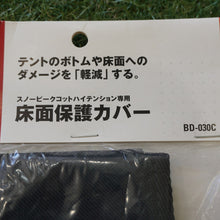 テントのボトムや床面への
ダメージを「軽減」する。
スノーピークコットハイテンション専用
床面保護カバー
BD-030C